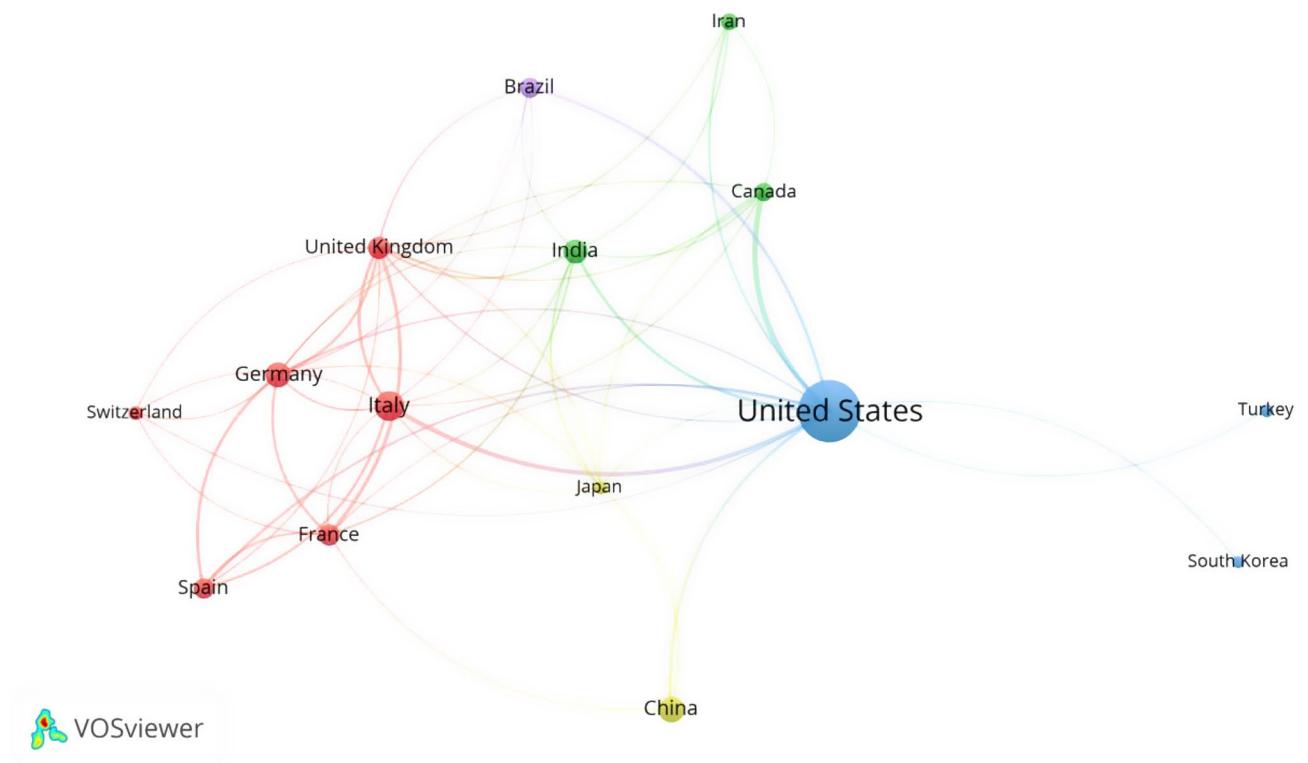 Iran
Brazil
Canada
United Kingdom
India
Germany
Italy
Switzerland
United States
Turkey
Japan
France
South Korea
Spain
China
VOSviewer